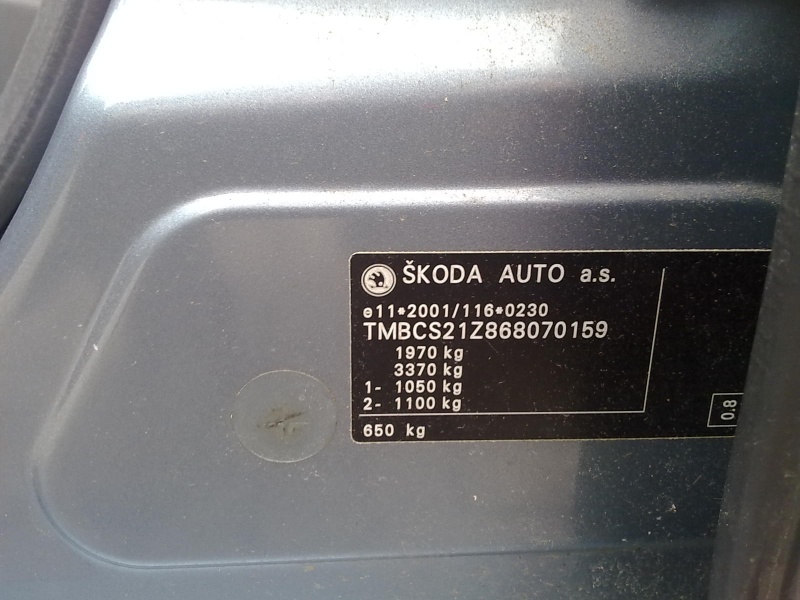 ŠKODA AUTO a.s.
e11*2001/116*0230
TMBCS21Z868070159
1970 kg
3370 kg
1- 1050 kg
2- 1100 kg
650 kg
0.8